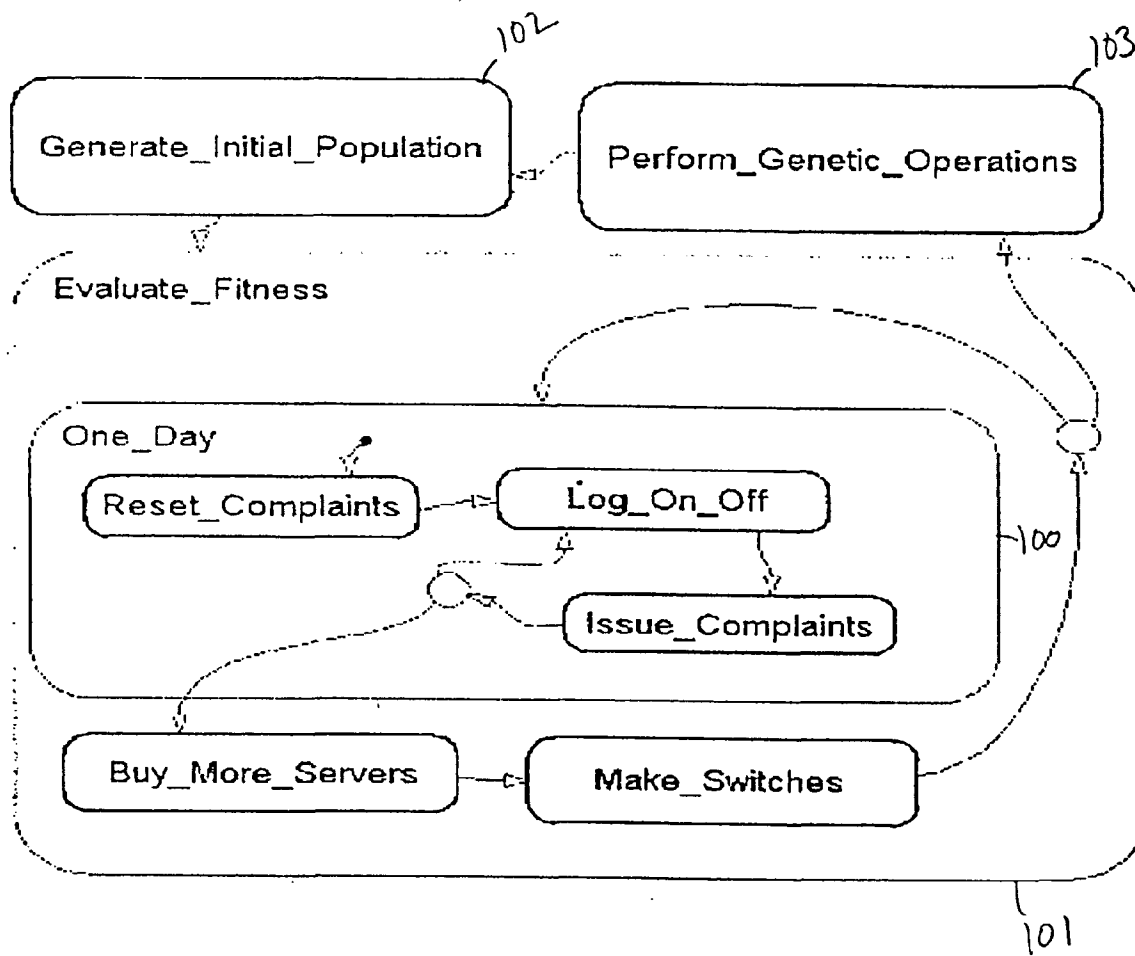 102
103
Generate_Initial_Population
Perform_Genetic_Operations
Evaluate_Fitness
One_Day
Reset_Complaints
Log_On_Off
100
Issue_Complaints
Buy_More_Servers
Make_Switches
101